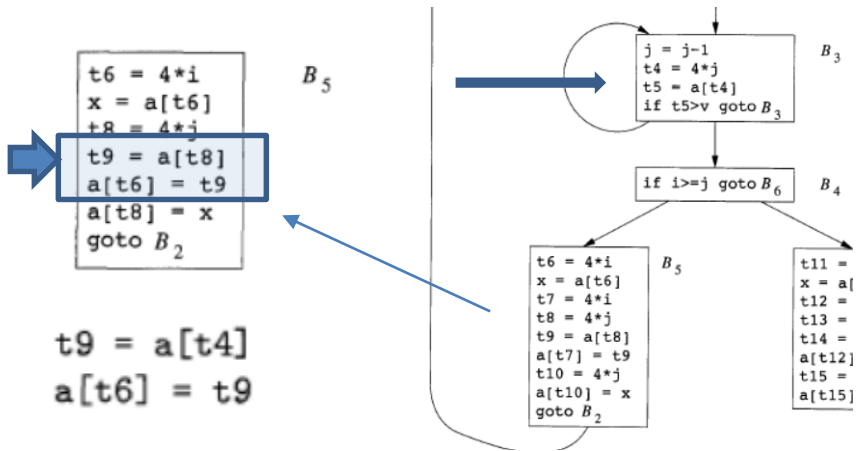 t6 = 4*i
x = a[t6]
t8 = 4*j
t9 = a[t8]
a[t6] = t9
a[t8] = x
goto B2
B5
t9 = a[t4]
a[t6] = t9
j = j-1
t4 = 4*j
t5 = a[t4]
if t5>v goto B3
B3
if i>=j goto B6
B4
t6 = 4*i
x = a[t6]
t7 = 4*i
t8 = 4*j
t9 = a[t8]
a[t7] = t9
t10 = 4*j
a[t10] = x
goto B2
B5
t11 =
x = a[
t12 =
t13 =
t14 =
a[t12]
t15 =
a[t15]